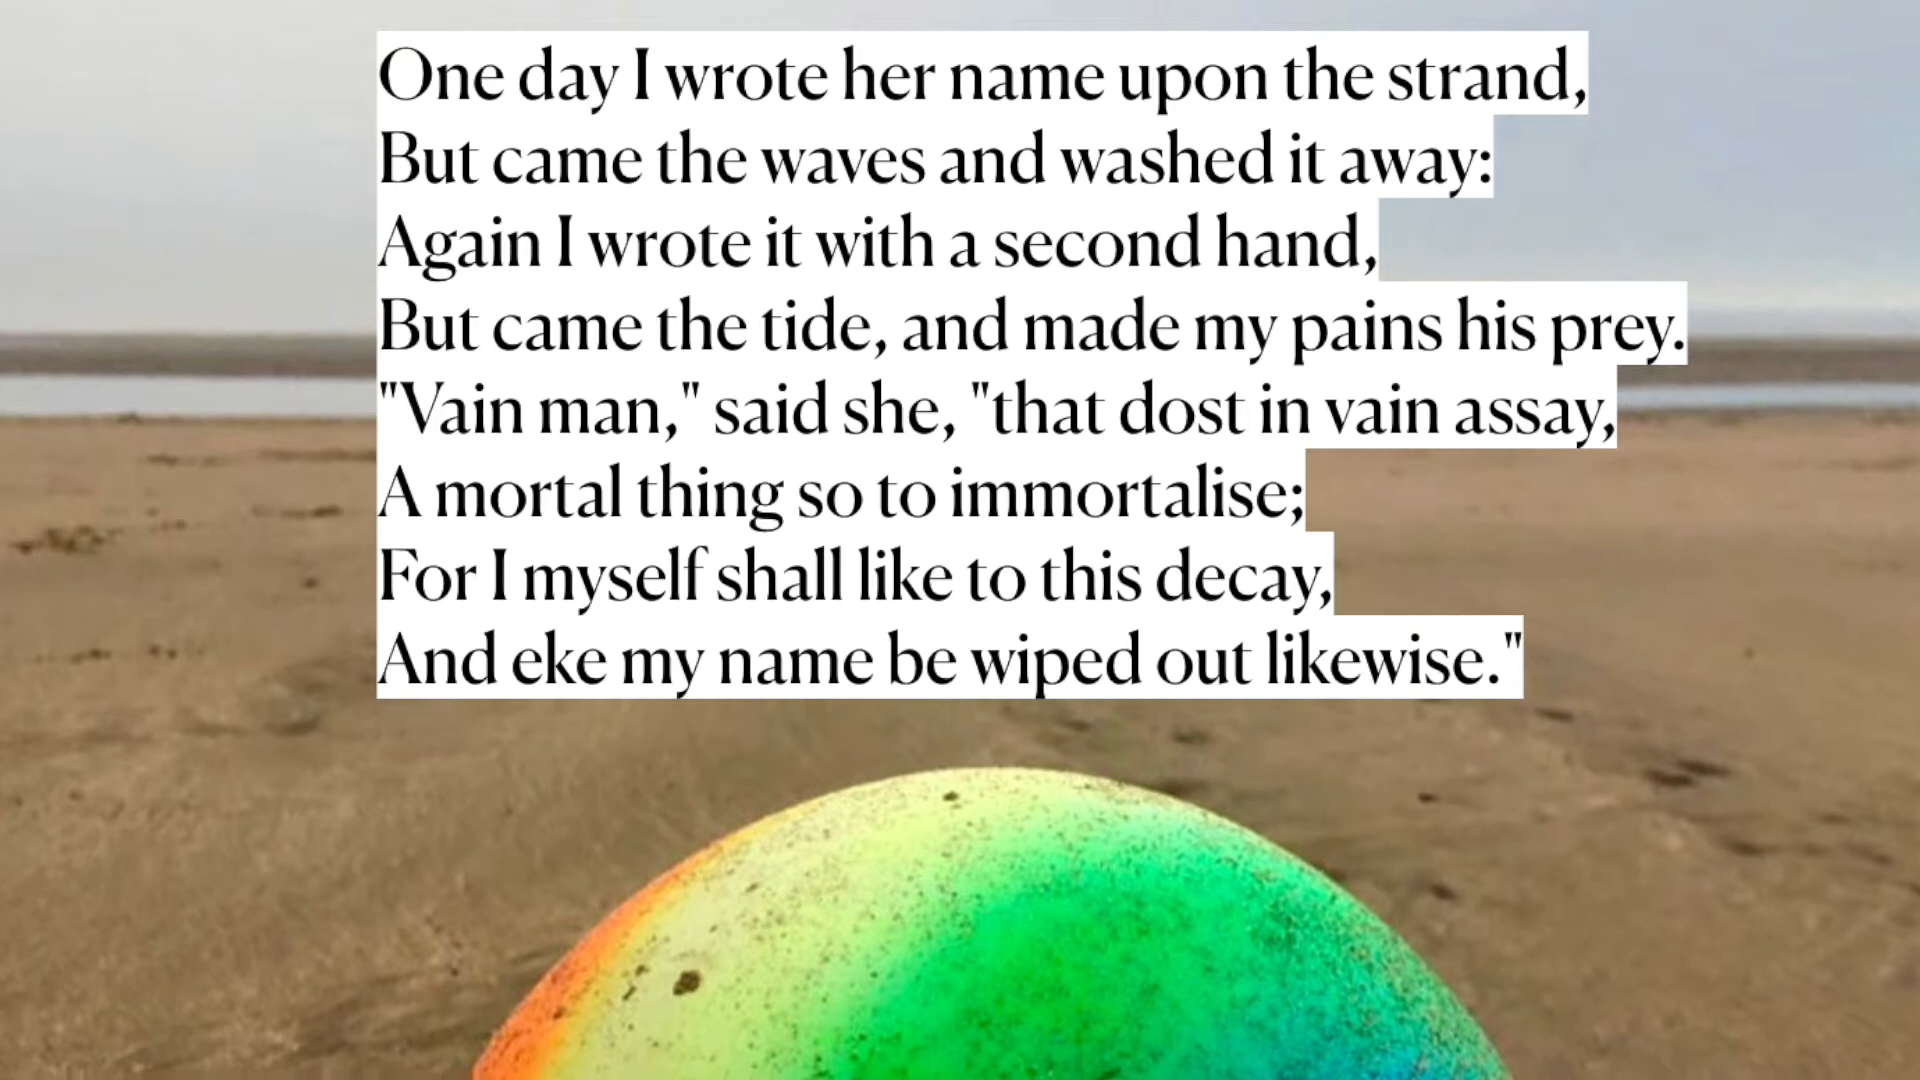 One day I wrote her name upon the strand,
But came the waves and washed it away:
Again I wrote it with a second hand,
But came the tide, and made my pains his prey.
"Vain man," said she, "that dost in vain assay,
A mortal thing so to immortalise;
For I myself shall like to this decay,
And eke my name be wiped out likewise."